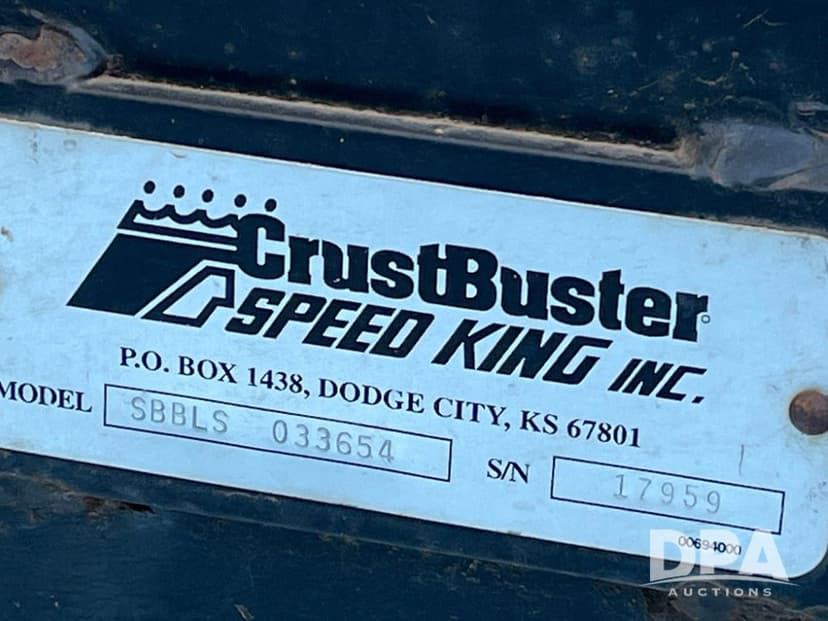 CrustBuster
SPEED KING INC.
P.O. BOX 1438, DODGE CITY, KS 67801
MODEL SBBLS 033654 S/N 17959
00694000
DPA
AUCTIONS